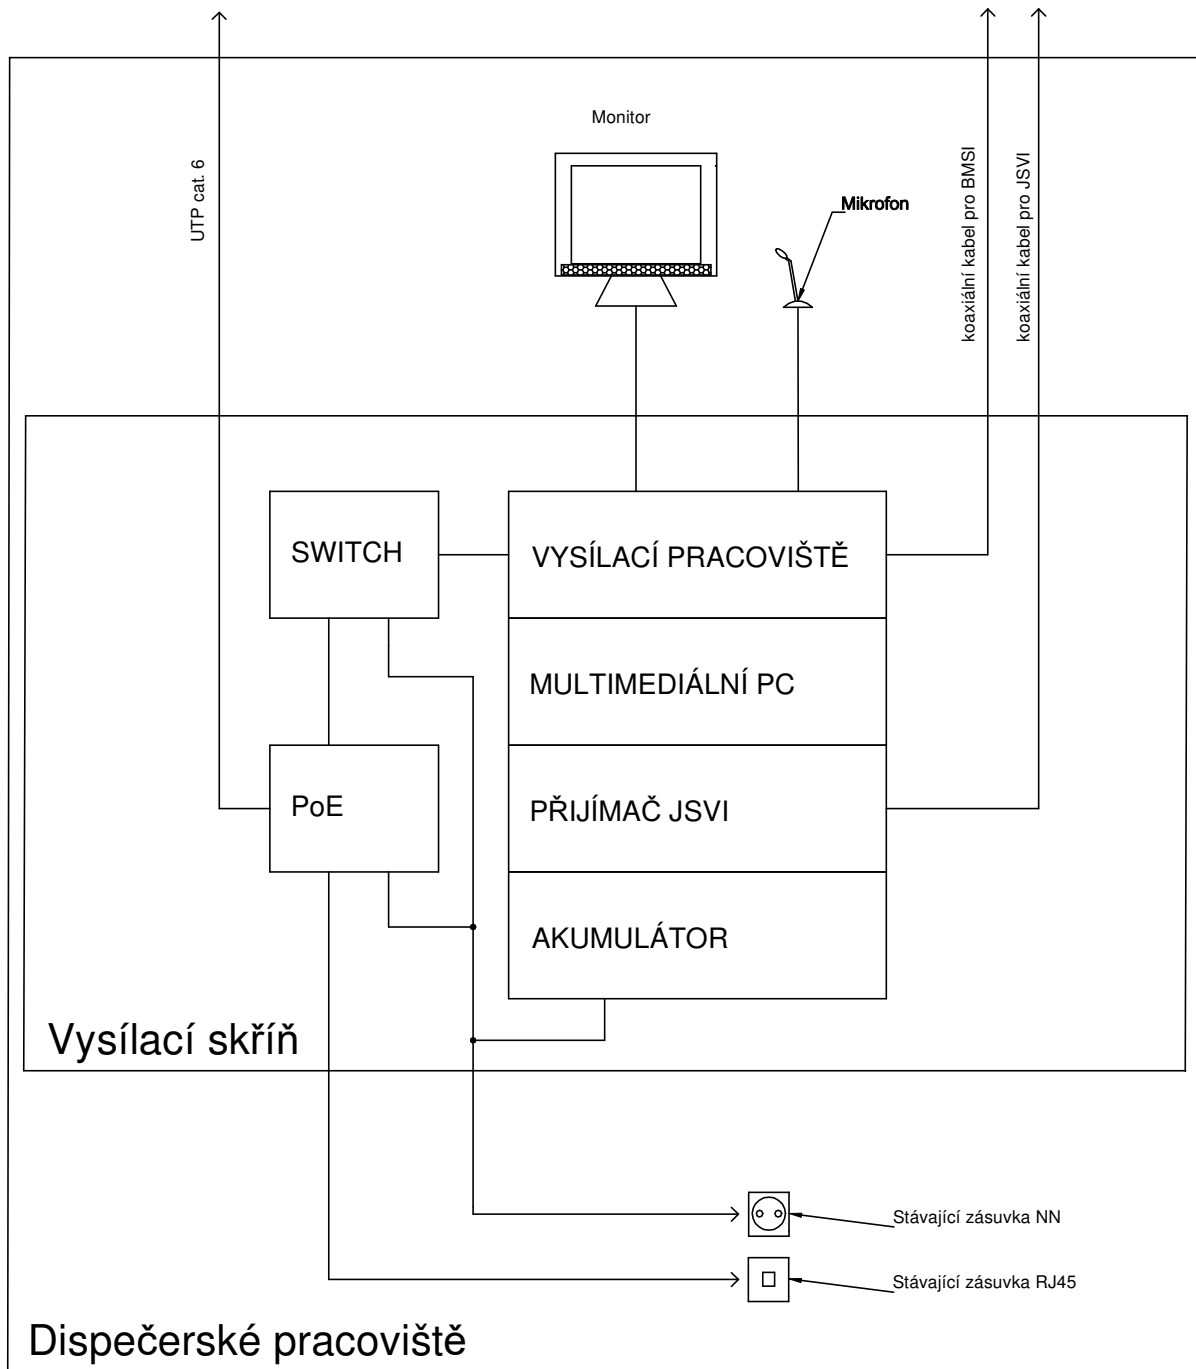 Monitor
UTP cat. 6
Mikrofon
koaxiální kabel pro BMSI
koaxiální kabel pro JSVI
SWITCH
VYSÍLACÍ PRACOVIŠTĚ
MULTIMEDIÁLNÍ PC
PoE
PŘIJÍMAČ JSVI
AKUMULÁTOR
Vysílací skříň
Stávající zásuvka NN
Stávající zásuvka RJ45
Dispečerské pracoviště